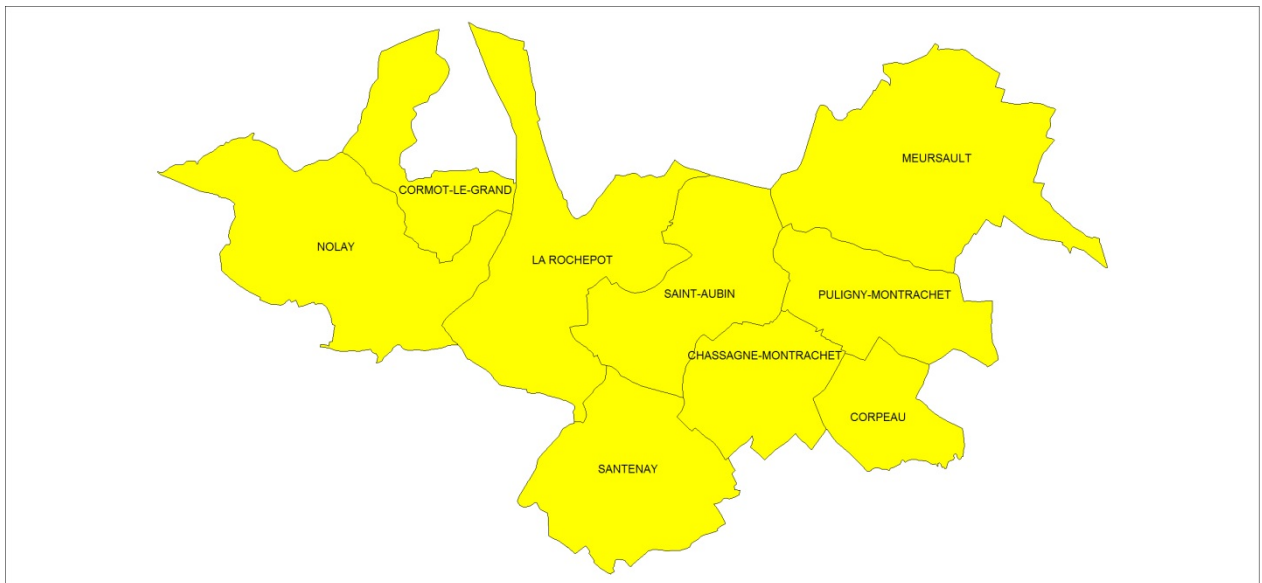 MEURSAULT
CORMOT-LE-GRAND
NOLAY
LA ROCHEPOT
SAINT-AUBIN
PULIGNY-MONTRACHET
CHASSAGNE-MONTRACHET
CORPEAU
SANTENAY